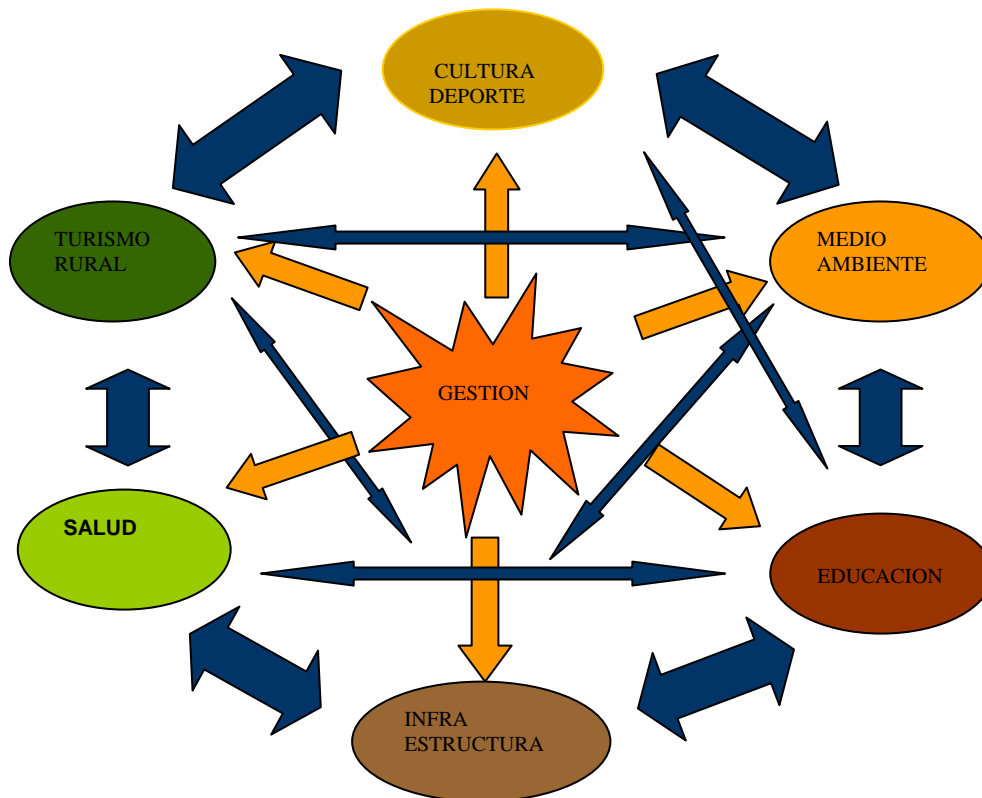 CULTURA
DEPORTE
TURISMO
RURAL
MEDIO
AMBIENTE
GESTION
SALUD
EDUCACION
INFRA
ESTRUCTURA